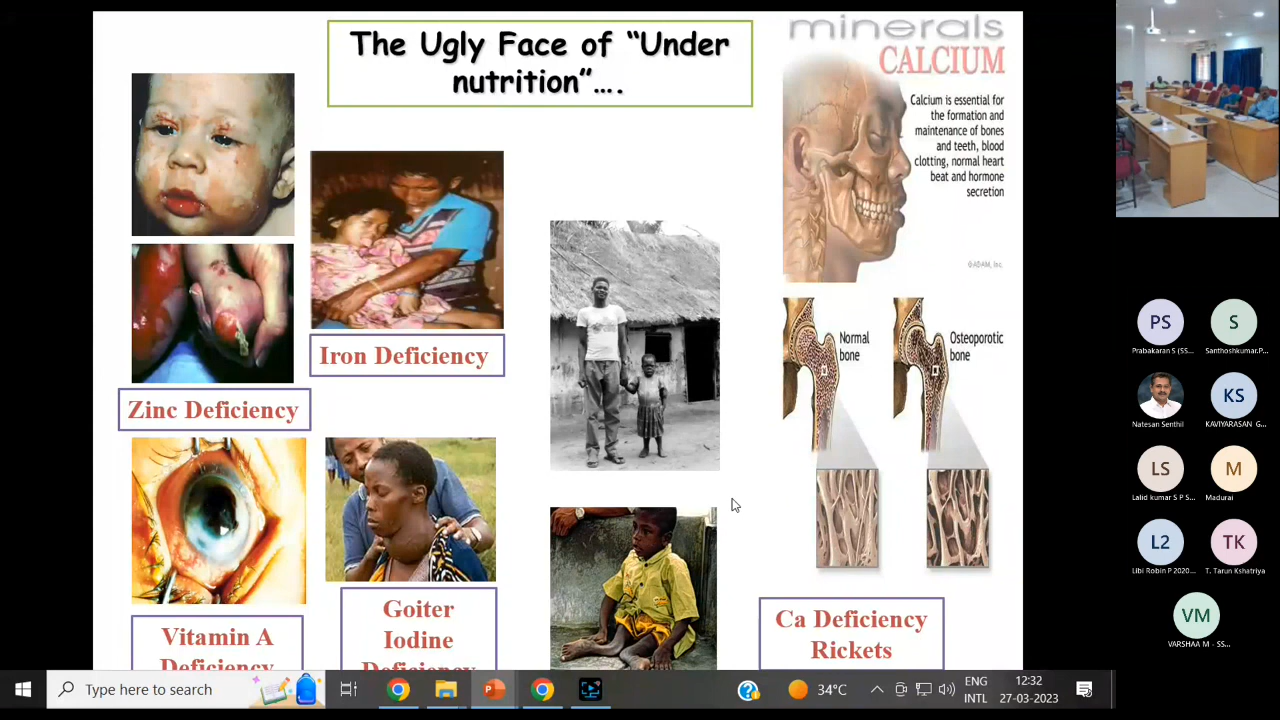 The Ugly Face of “Under
nutrition”....
minerals
CALCIUM
Calcium is essential for
the formation and
maintenance of bones
and teeth, blood
clotting, normal heart
beat and hormone
secretion
©ADAM, Inc.
Normal
bone
Osteoporotic
bone
Iron Deficiency
Zinc Deficiency
Vitamin A
Deficiency
Goiter
Iodine
Deficiency
Ca Deficiency
Rickets
PS
Prabakaran S (SS...
S
Santhoshkumar.P...
Natesan Senthil
KS
KAVIYARASAN G...
LS
Lalid kumar S P S...
M
Madurai
L2
Libi Robin P 2020...
TK
T. Tarun Kshatriya
VM
VARSHAA M - SS...
Type here to search
34°C
ENG
INTL
12:32
27-03-2023